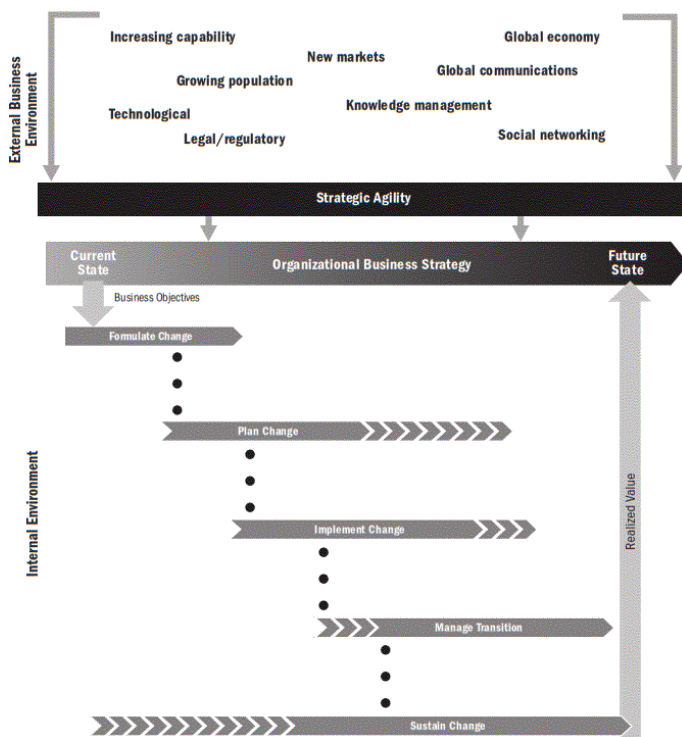 External Business
Environment
Increasing capability
Global economy
New markets
Global communications
Growing population
Knowledge management
Technological
Legal/regulatory
Social networking
Strategic Agility
Current
State
Organizational Business Strategy
Future
State
Business Objectives
Formulate Change
Plan Change
Internal Environment
Implement Change
Realized Value
Manage Transition
Sustain Change